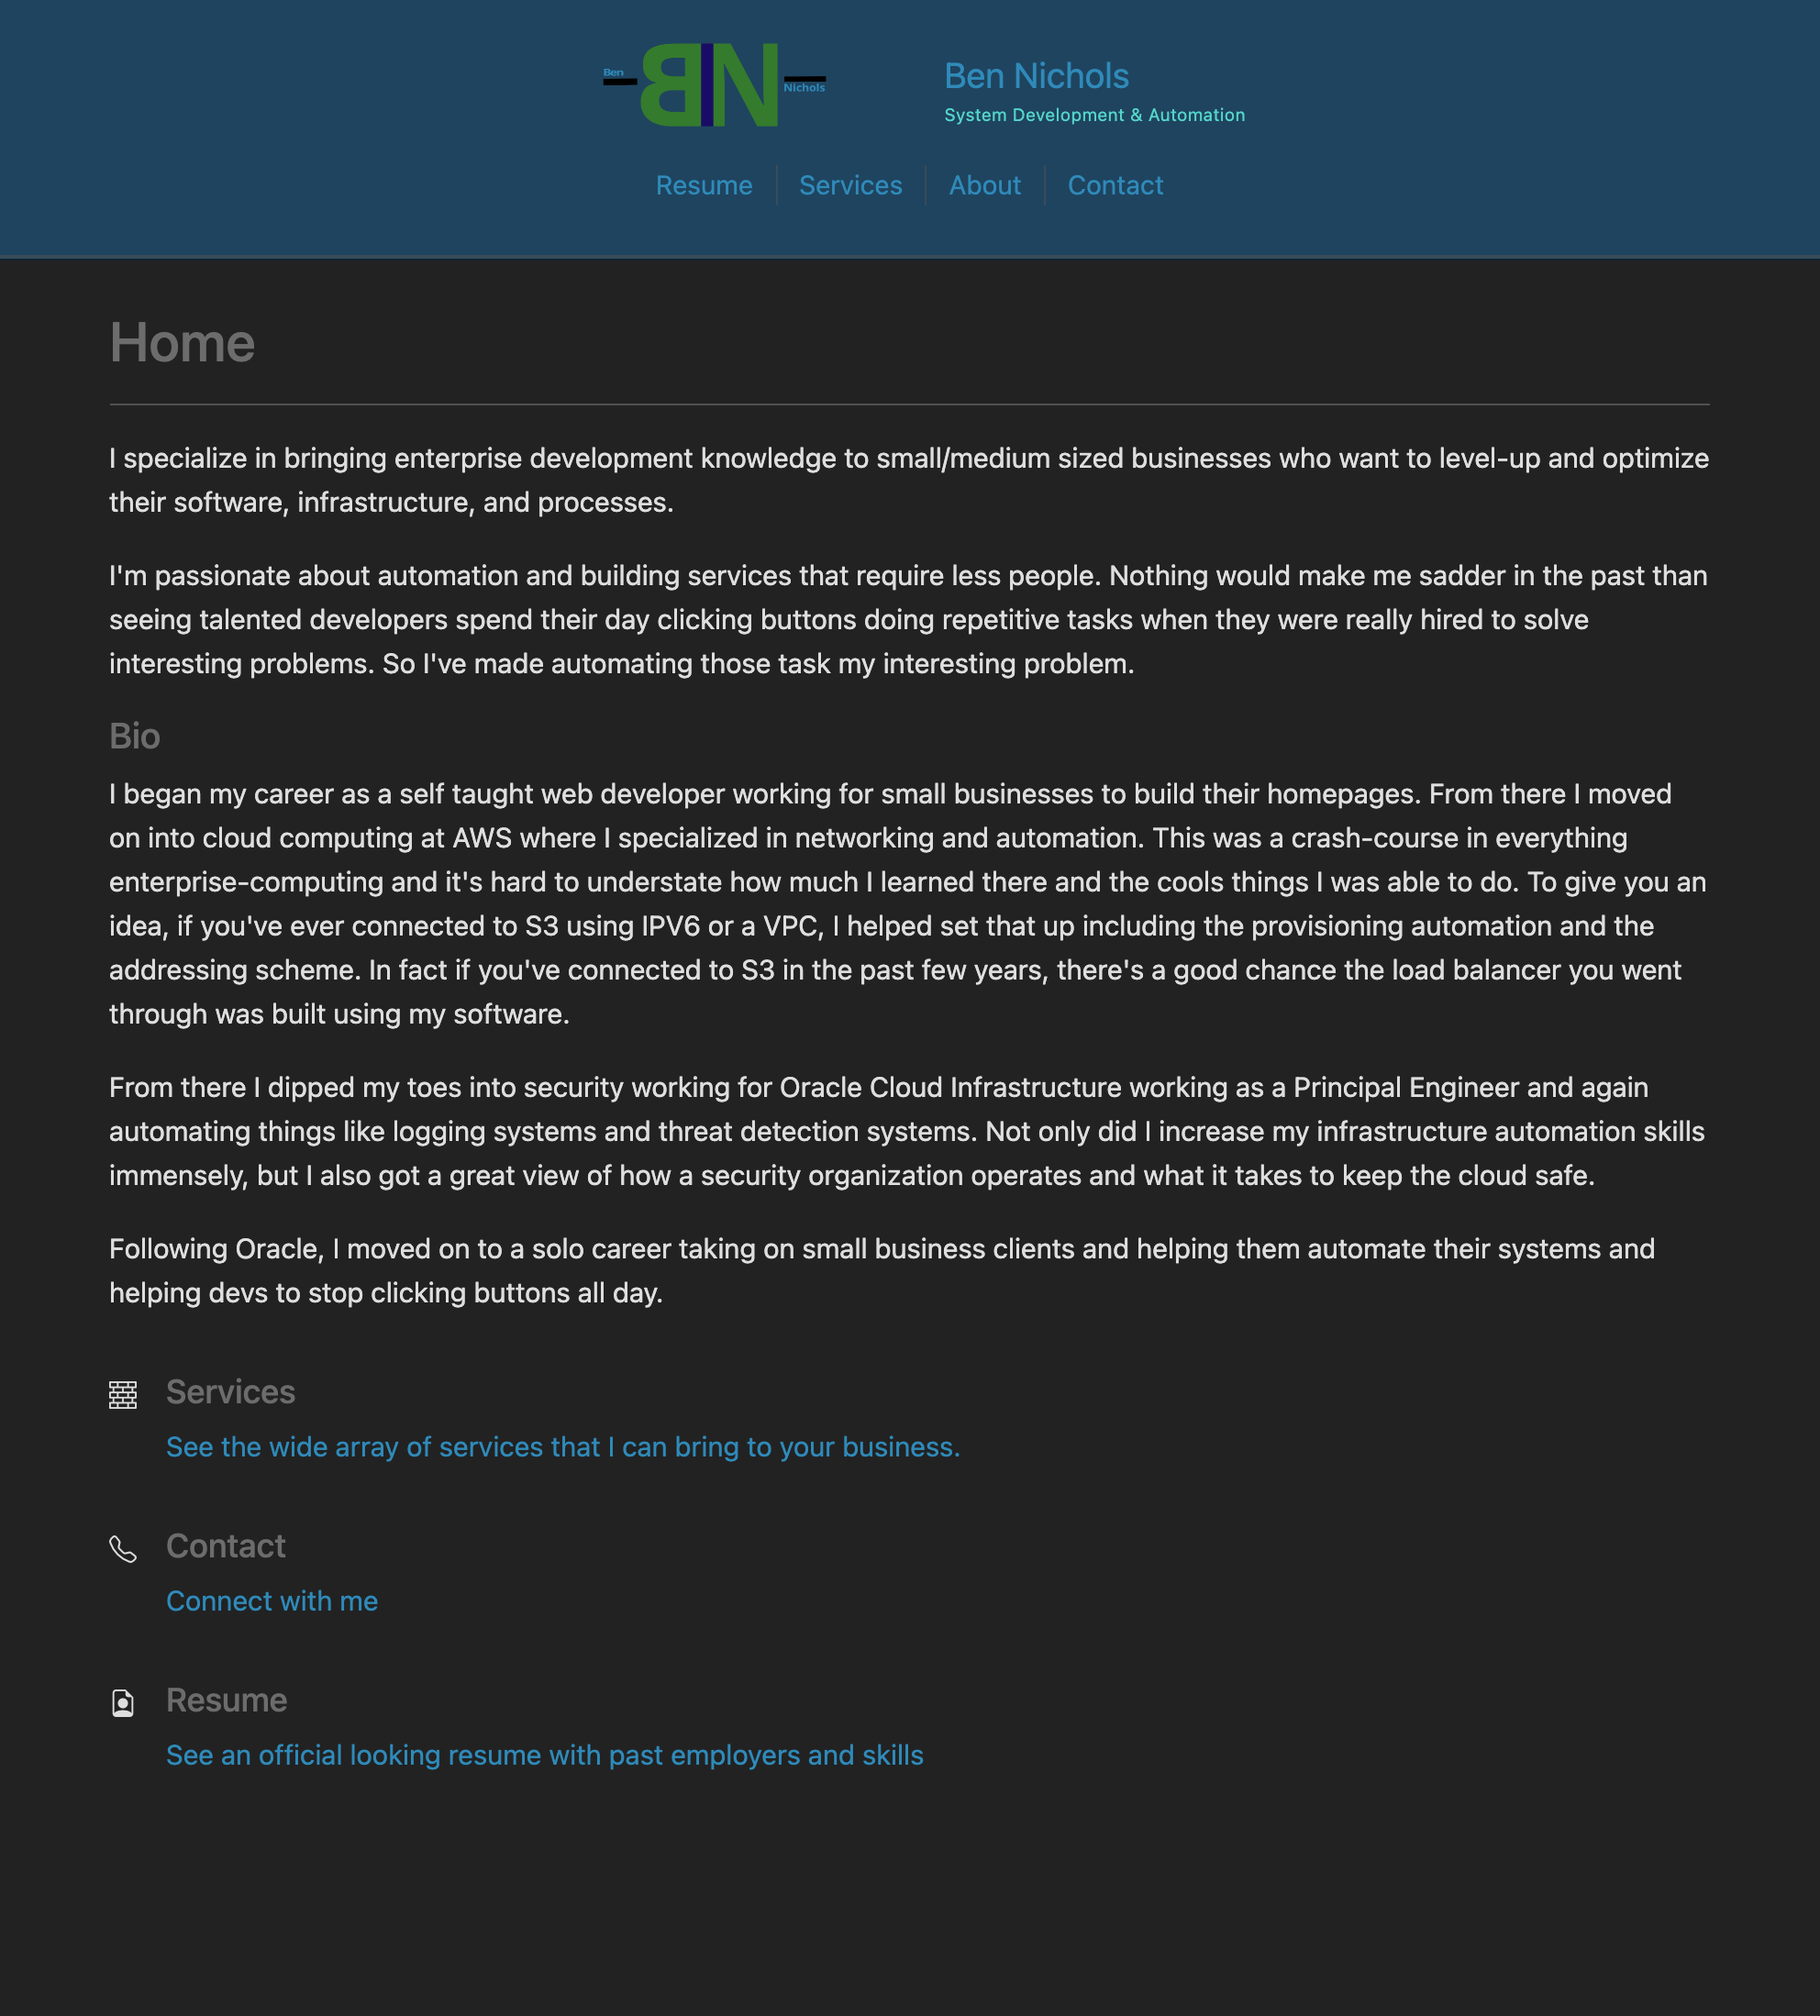 Ben
BN
Nichols
Ben Nichols
System Development & Automation
Resume
Services
About
Contact
Home
I specialize in bringing enterprise development knowledge to small/medium sized businesses who want to level-up and optimize
their software, infrastructure, and processes.
I'm passionate about automation and building services that require less people. Nothing would make me sadder in the past than
seeing talented developers spend their day clicking buttons doing repetitive tasks when they were really hired to solve
interesting problems. So I've made automating those task my interesting problem.
Bio
I began my career as a self taught web developer working for small businesses to build their homepages. From there I moved
on into cloud computing at AWS where I specialized in networking and automation. This was a crash-course in everything
enterprise-computing and it's hard to understate how much I learned there and the cools things I was able to do. To give you an
idea, if you've ever connected to S3 using IPV6 or a VPC, I helped set that up including the provisioning automation and the
addressing scheme. In fact if you've connected to S3 in the past few years, there's a good chance the load balancer you went
through was built using my software.
From there I dipped my toes into security working for Oracle Cloud Infrastructure working as a Principal Engineer and again
automating things like logging systems and threat detection systems. Not only did I increase my infrastructure automation skills
immensely, but I also got a great view of how a security organization operates and what it takes to keep the cloud safe.
Following Oracle, I moved on to a solo career taking on small business clients and helping them automate their systems and
helping devs to stop clicking buttons all day.
Services
See the wide array of services that I can bring to your business.
Contact
Connect with me
Resume
See an official looking resume with past employers and skills